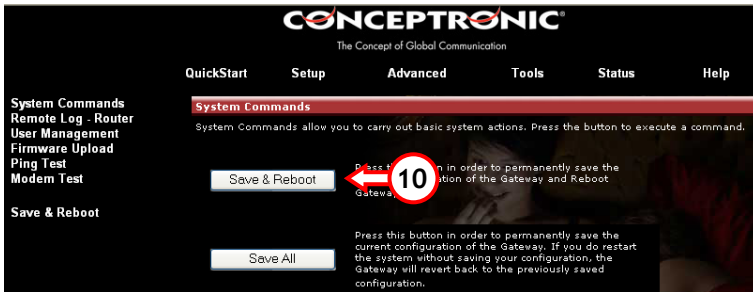 CONCEPTRONIC®
The Concept of Global Communication
QuickStart Setup Advanced Tools Status Help
System Commands
Remote Log - Router
User Management
Firmware Upload
Ping Test
Modem Test
Save & Reboot
System Commands
System Commands allow you to carry out basic system actions. Press the button to execute a command.
Save & Reboot
10
Press this button in order to permanently save the
of the Gateway and Reboot
Save All
Press this button in order to permanently save the
current configuration of the Gateway. If you do restart
the system without saving your configuration, the
Gateway will revert back to the previously saved
configuration.